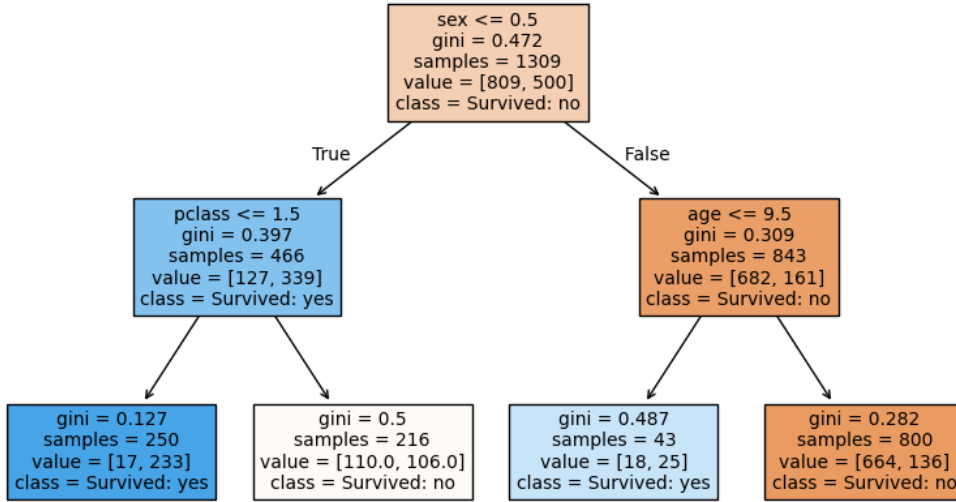 sex <= 0.5
gini = 0.472
samples = 1309
value = [809, 500]
class = Survived: no
True
False
pclass <= 1.5
gini = 0.397
samples = 466
value = [127, 339]
class = Survived: yes
age <= 9.5
gini = 0.309
samples = 843
value = [682, 161]
class = Survived: no
gini = 0.127
samples = 250
value = [17, 233]
class = Survived: yes
gini = 0.5
samples = 216
value = [110.0, 106.0]
class = Survived: no
gini = 0.487
samples = 43
value = [18, 25]
class = Survived: yes
gini = 0.282
samples = 800
value = [664, 136]
class = Survived: no